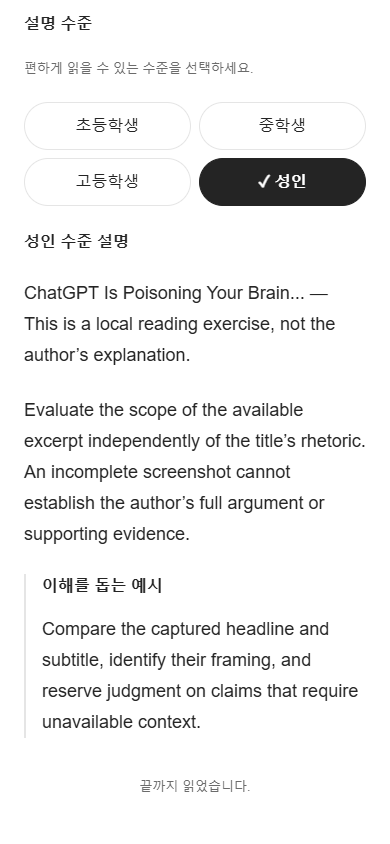 설명 수준
편하게 읽을 수 있는 수준을 선택하세요.
초등학생
중학생
고등학생
✓ 성인
성인 수준 설명
ChatGPT Is Poisoning Your Brain... —
This is a local reading exercise, not the
author’s explanation.
Evaluate the scope of the available
excerpt independently of the title’s rhetoric.
An incomplete screenshot cannot
establish the author’s full argument or
supporting evidence.
이해를 돕는 예시
Compare the captured headline and
subtitle, identify their framing, and
reserve judgment on claims that require
unavailable context.
끝까지 읽었습니다.